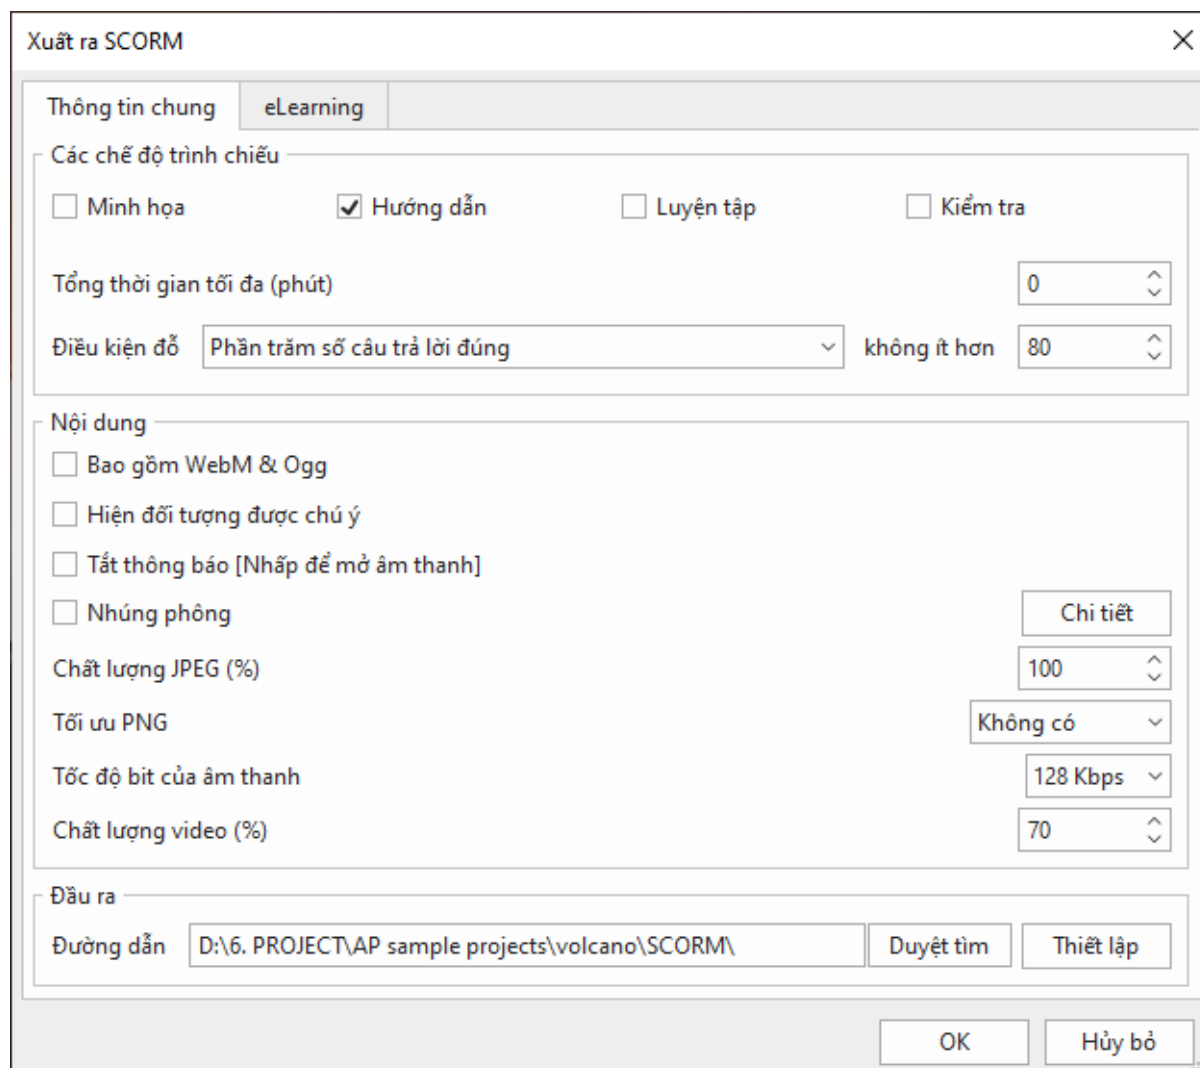 Xuất ra SCORM
Thông tin chung eLearning
Các chế độ trình chiếu
Minh họa Hướng dẫn Luyện tập Kiểm tra
Tổng thời gian tối đa (phút) 0
Điều kiện đỗ Phần trăm số câu trả lời đúng không ít hơn 80
Nội dung
Bao gồm WebM & Ogg
Hiện đối tượng được chú ý
Tắt thông báo [Nhấp để mở âm thanh]
Nhúng phông Chi tiết
Chất lượng JPEG (%) 100
Tối ưu PNG Không có
Tốc độ bit của âm thanh 128 Kbps
Chất lượng video (%) 70
Đầu ra
Đường dẫn D:\6. PROJECT\AP sample projects\volcano\SCORM\ Duyệt tìm Thiết lập
OK Hủy bỏ